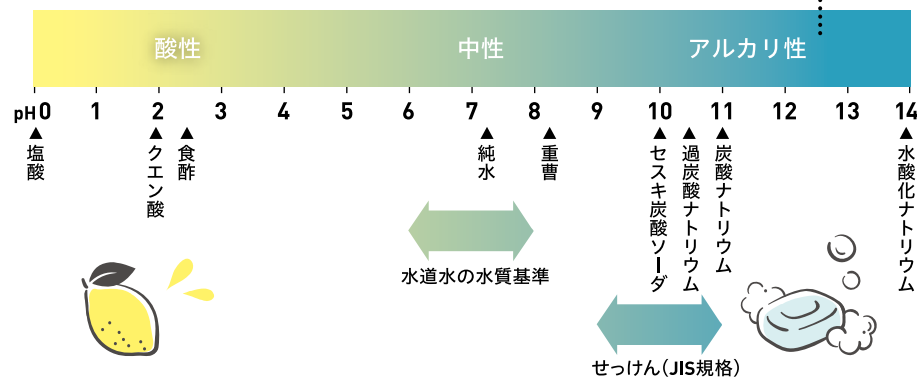 酸性 中性 アルカリ性
pH0 1 2 3 4 5 6 7 8 9 10 11 12 13 14
塩酸
クエン酸
食酢
純水
重曹
セスキ炭酸ソーダ
過炭酸ナトリウム
炭酸ナトリウム
水酸化ナトリウム
水道水の水質基準
せっけん(JIS規格)